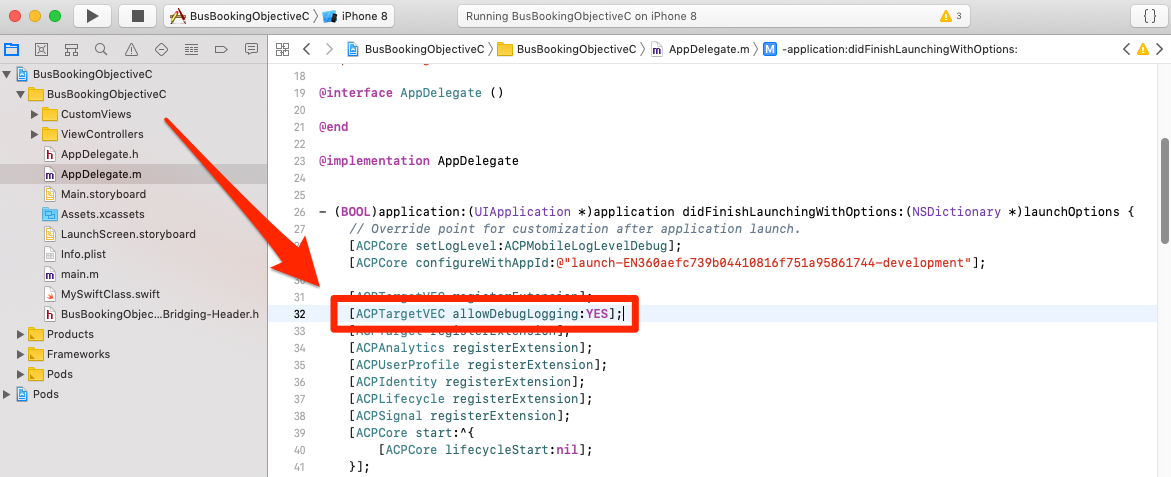 BusBookingObjectiveC iPhone 8
Running BusBookingObjectiveC on iPhone 8
3
{ }
BusBookingObjectiveC
BusBookingObjectiveC
CustomViews
ViewControllers
AppDelegate.h
AppDelegate.m
Main.storyboard
Assets.xcassets
LaunchScreen.storyboard
Info.plist
main.m
MySwiftClass.swift
BusBookingObjec...Bridging-Header.h
Products
Frameworks
Pods
Pods
BusBookingObjectiveC BusBookingObjectiveC AppDelegate.m M -application:didFinishLaunchingWithOptions:
18
19 @interface AppDelegate ()
20
21 @end
22
23 @implementation AppDelegate
24
25
26 - (BOOL)application:(UIApplication *)application didFinishLaunchingWithOptions:(NSDictionary *)launchOptions {
27 // Override point for customization after application launch.
[ACPCore setLogLevel:ACPMobileLogLevelDebug];
[ACPCore configureWithAppId:@"launch-EN360aefc739b04410816f751a95861744-development"];
30
31 [ACPTargetVEC registerExtension];
32 [ACPTargetVEC allowDebugLogging:YES];
33 [ACPTarget registerExtension];
34 [ACPAnalytics registerExtension];
35 [ACPUserProfile registerExtension];
36 [ACPIdentity registerExtension];
37 [ACPLifecycle registerExtension];
38 [ACPSignal registerExtension];
39 [ACPCore start:^{
40 [ACPCore lifecycleStart:nil];
41 }];